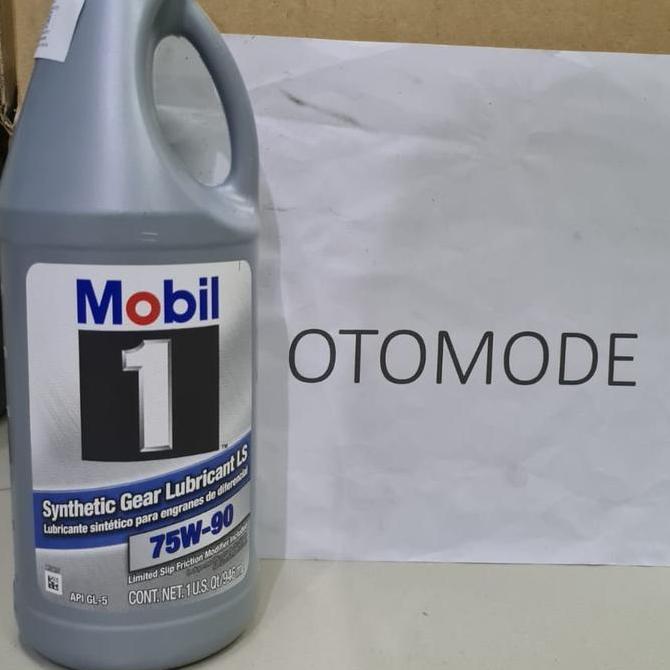 Mobil
1
TM
Synthetic Gear Lubricant LS
Lubricante sintético para engranes de diferencial
75W-90
Limited Slip Friction Modifier Included
API GL-5
CONT. NET. 1 U.S. Qt/946
OTOMODE